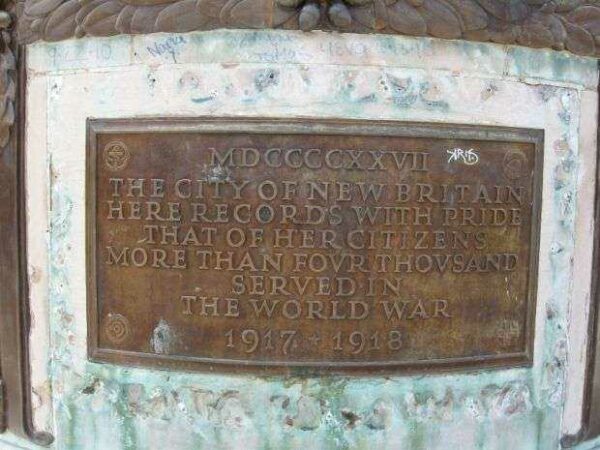 MDCCCCXXVII
THE CITY OF NEW BRITAIN
HERE RECORDS WITH PRIDE
THAT OF HER CITIZENS
MORE THAN FOVR THOVSAND
SERVED IN
THE WORLD WAR
1917 + 1918